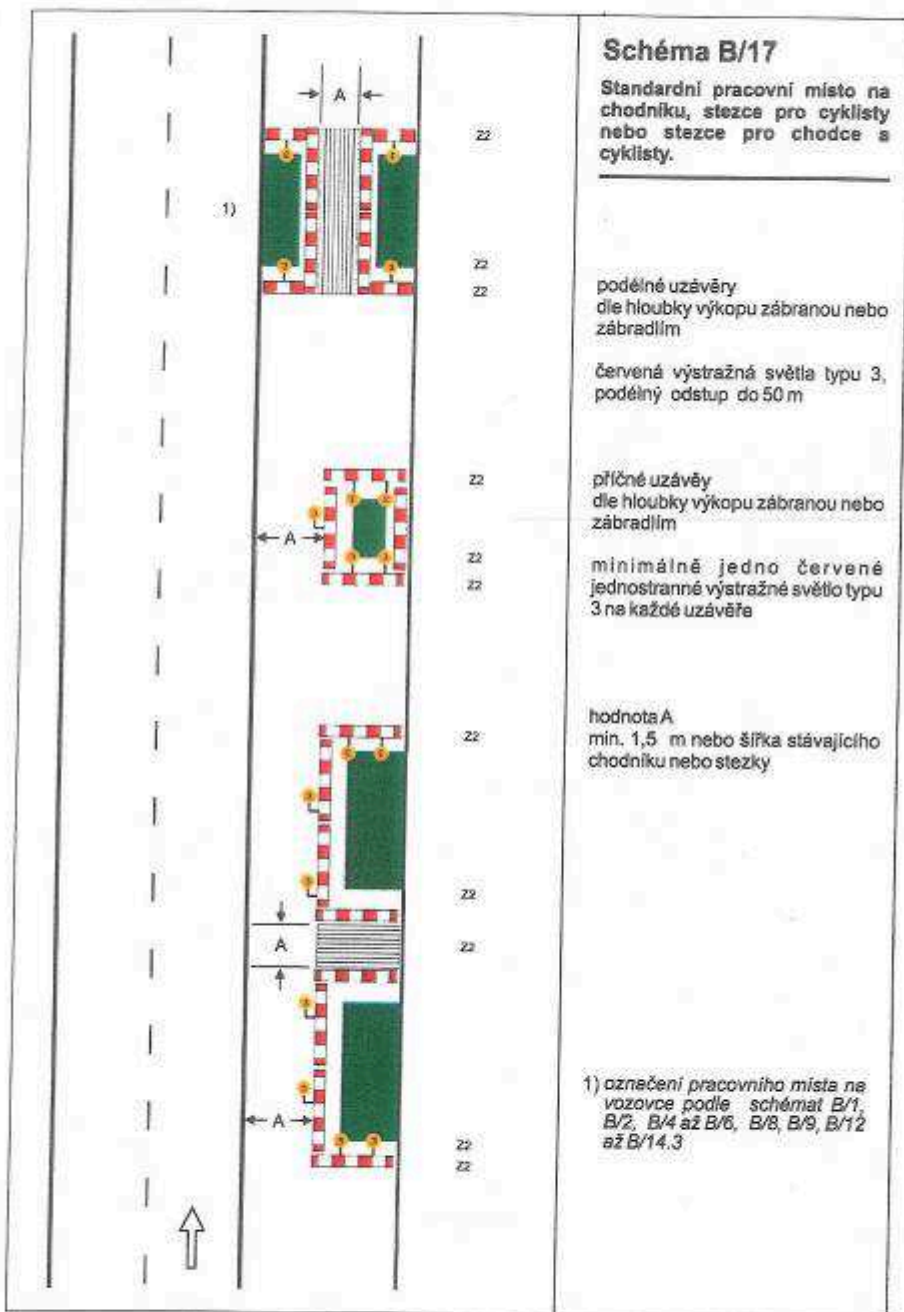 Schéma B/17
Standardní pracovní místo na
chodníku, stezce pro cyklisty
nebo stezce pro chodce a
cyklisty.
A
Z2
1)
Z2
Z2
podélné uzávěry
dle hloubky výkopu zábranou nebo
zábradlím
červená výstražná světla typu 3,
podélný odstup do 50 m
Z2
A
Z2
Z2
příčné uzávěy
dle hloubky výkopu zábranou nebo
zábradlím
minimálně jedno červené
jednostranné výstražné světlo typu
3 na každé uzávěře
Z2
hodnota A
min. 1,5 m nebo šířka stávajícího
chodníku nebo stezky
Z2
A
Z2
A
Z2
Z2
1) označení pracovního místa na
vozovce podle schémat B/1,
B/2, B/4 až B/6, B/8, B/9, B/12
až B/14.3